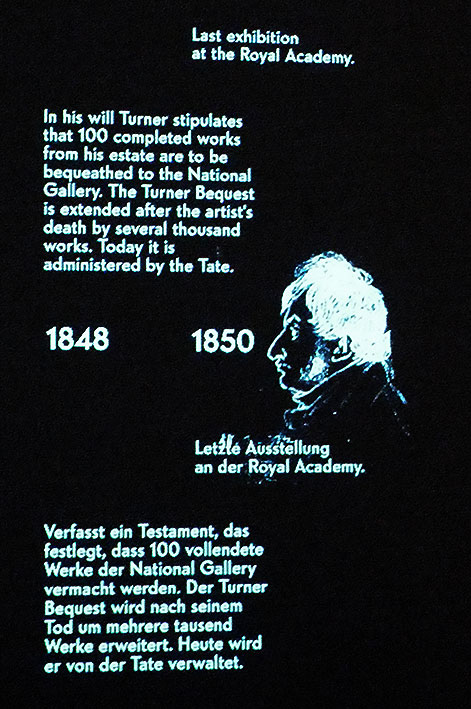 Last exhibition
at the Royal Academy.
In his will Turner stipulates
that 100 completed works
from his estate are to be
bequeathed to the National
Gallery. The Turner Bequest
is extended after the artist's
death by several thousand
works. Today it is
administered by the Tate.
1848
1850
Letzte Ausstellung
an der Royal Academy.
Verfasst ein Testament, das
festlegt, dass 100 vollendete
Werke der National Gallery
vermacht werden. Der Turner
Bequest wird nach seinem
Tod um mehrere tausend
Werke erweitert. Heute wird
er von der Tate verwaltet.